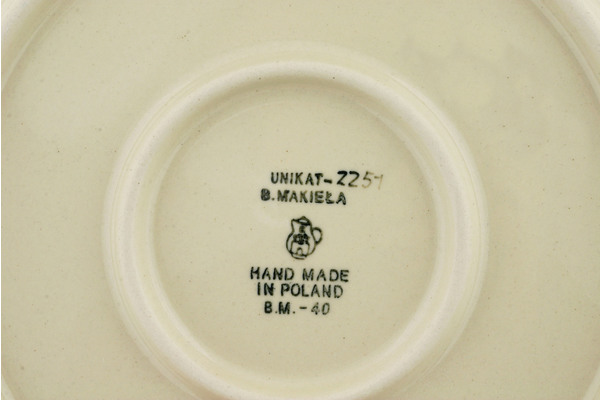 UNIKAT-2251
B. MAKIEŁA
HAND MADE
IN POLAND
B.M.-40